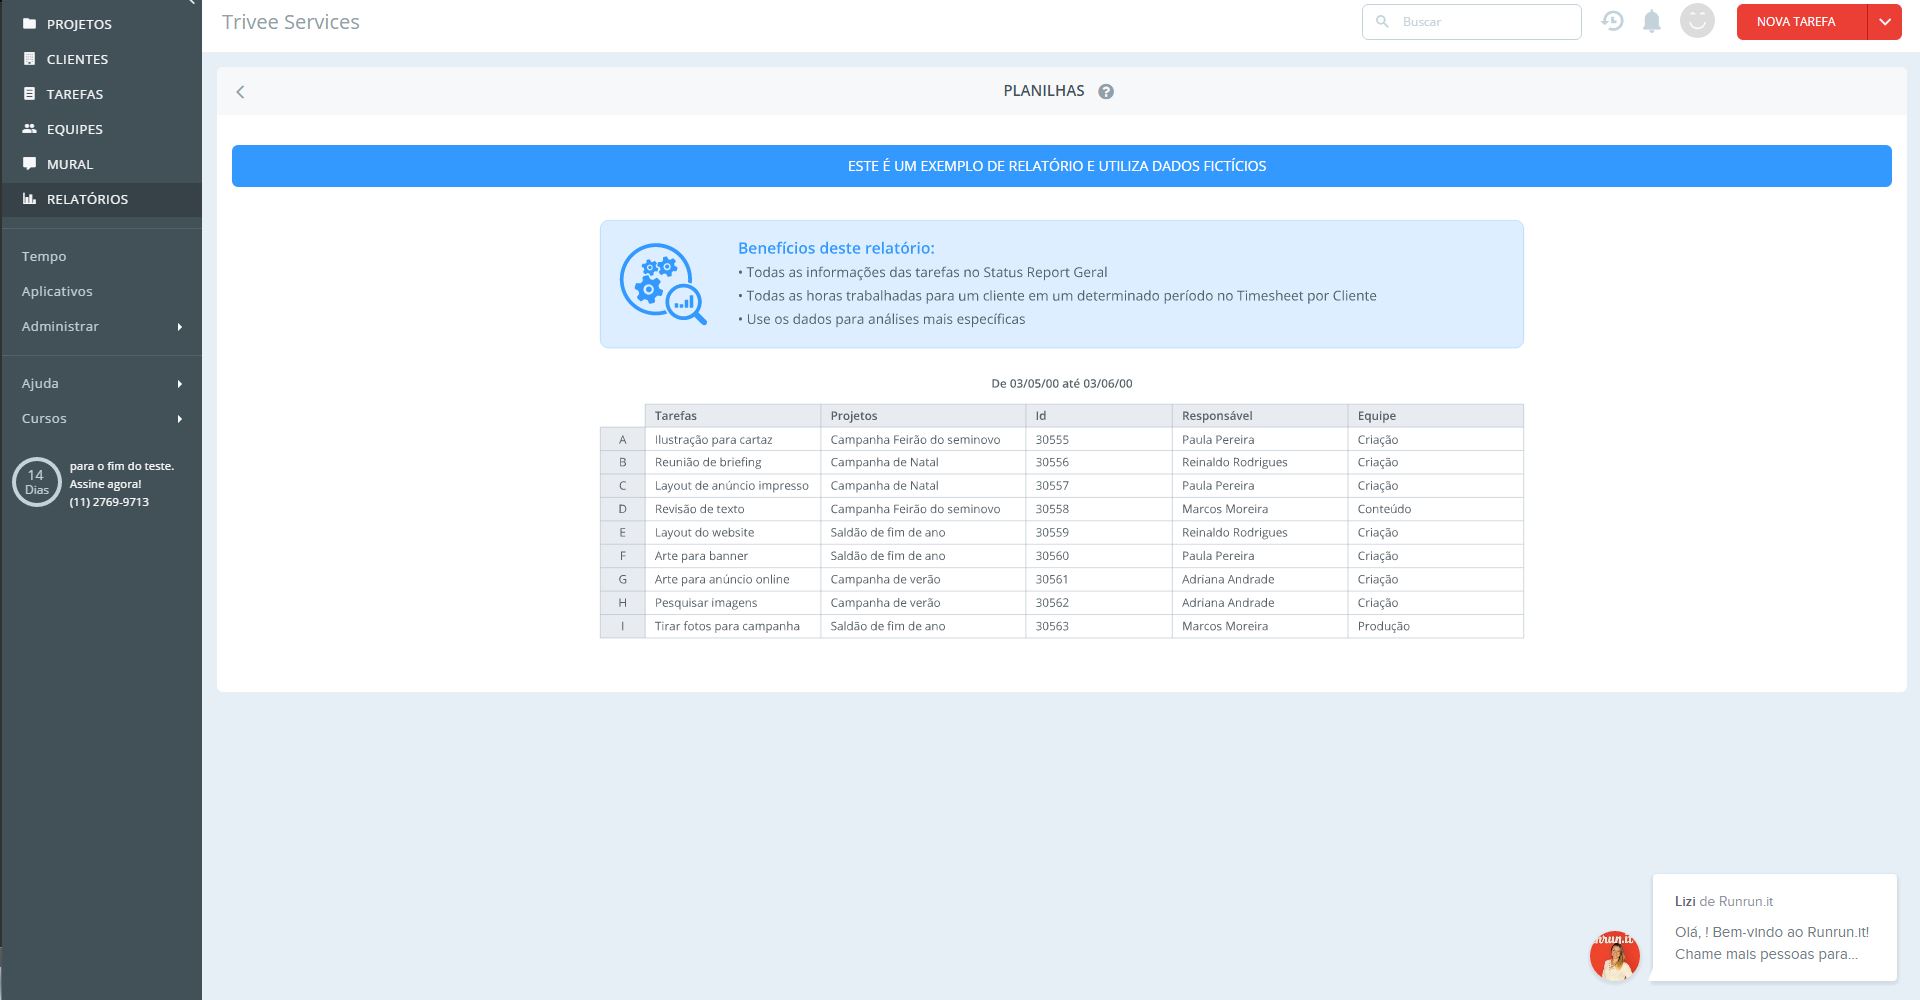 PROJETOS
CLIENTES
TAREFAS
EQUIPES
MURAL
RELATÓRIOS
Tempo
Aplicativos
Administrar
Ajuda
Cursos
14
Dias
para o fim do teste.
Assine agora!
(11) 2769-9713
Trivee Services
Buscar
NOVA TAREFA
PLANILHAS ?
ESTE É UM EXEMPLO DE RELATÓRIO E UTILIZA DADOS FICTÍCIOS
Benefícios deste relatório:
• Todas as informações das tarefas no Status Report Geral
• Todas as horas trabalhadas para um cliente em um determinado período no Timesheet por Cliente
• Use os dados para análises mais específicas
De 03/05/00 até 03/06/00
Tarefas Projetos Id Responsável Equipe
A Ilustração para cartaz Campanha Feirão do seminovo 30555 Paula Pereira Criação
B Reunião de briefing Campanha de Natal 30556 Reinaldo Rodrigues Criação
C Layout de anúncio impresso Campanha de Natal 30557 Paula Pereira Criação
D Revisão de texto Campanha Feirão do seminovo 30558 Marcos Moreira Conteúdo
E Layout do website Saldão de fim de ano 30559 Reinaldo Rodrigues Criação
F Arte para banner Saldão de fim de ano 30560 Paula Pereira Criação
G Arte para anúncio online Campanha de verão 30561 Adriana Andrade Criação
H Pesquisar imagens Campanha de verão 30562 Adriana Andrade Criação
I Tirar fotos para campanha Saldão de fim de ano 30563 Marcos Moreira Produção
Lizi de Runrun.it
Olá, ! Bem-vindo ao Runrun.it!
Chame mais pessoas para...